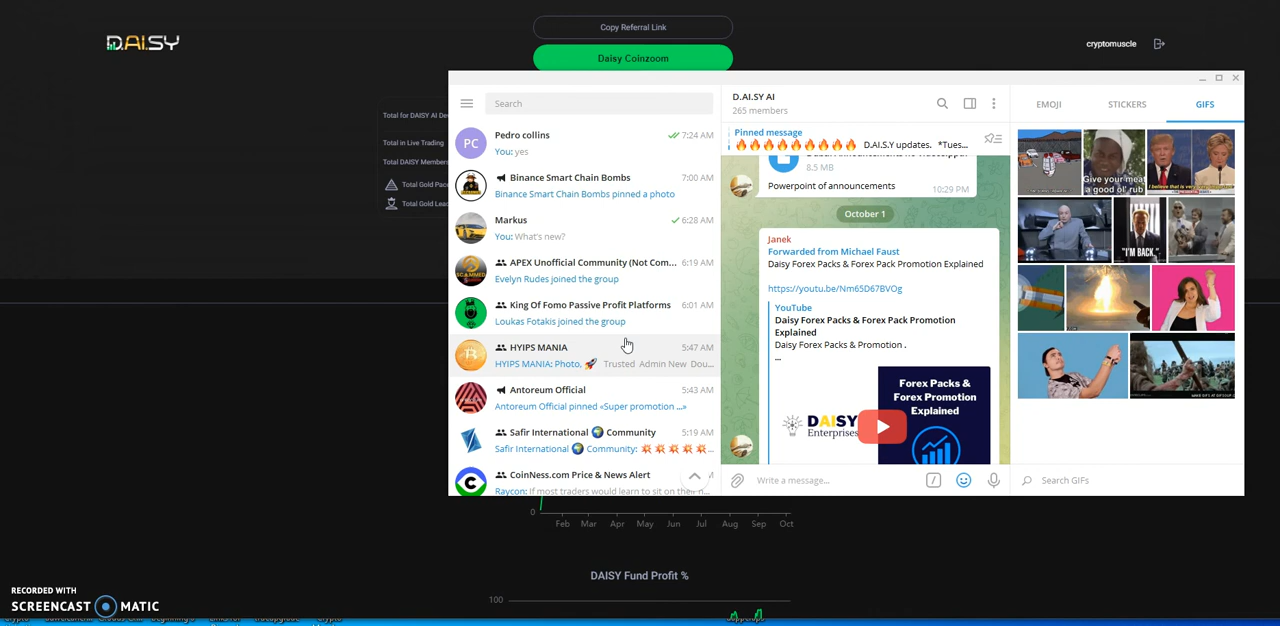 Copy Referral Link
D.AI.SY
Daisy Coinzoom
cryptomuscle
Total for DAISY AI
Total in Live Trading
Total DAISY
Total Gold
Total Gold
Search
Pedro collins
7:24 AM
PC
You: yes
Binance Smart Chain Bombs
7:00 AM
Binance Smart Chain Bombs pinned a photo
Markus
6:28 AM
You: What's new?
APEX Unofficial Community (Not Com...
6:19 AM
Evelyn Rudes joined the group
King Of Fomo Passive Profit Platforms
6:01 AM
Loukas Fotakis joined the group
HYIPS MANIA
5:47 AM
HYIPS MANIA: Photo, 🚀 Trusted Admin New Dou...
Antoreum Official
5:43 AM
Antoreum Official pinned «Super promotion ...»
Safir International 🌍 Community
5:19 AM
Safir International 🌍 Community: 💥 💥 💥 💥 💥...
CoinNess.com Price & News Alert
Raycon: If most traders would learn to sit on their
D.AI.SY AI
265 members
Pinned message
🔥🔥🔥🔥🔥🔥🔥🔥🔥 D.AI.S.Y updates. *Tues...
8.5 MB
Powerpoint of announcements
10:29 PM
October 1
Janek
Forwarded from Michael Faust
Daisy Forex Packs & Forex Pack Promotion Explained
https://youtu.be/Nm65D67BVOg
YouTube
Daisy Forex Packs & Forex Pack Promotion
Explained
Daisy Forex Packs & Promotion .
...
Forex Packs &
Forex Promotion
Explained
DAISY
Enterprises
Write a message...
EMOJI
STICKERS
GIFS
Give your meat
a good ol' rub
I believe that is very
"I'M BACK."
Search GIFs
0
Feb Mar Apr May Jun Jul Aug Sep Oct
DAISY Fund Profit %
100
RECORDED WITH
SCREENCAST MATIC